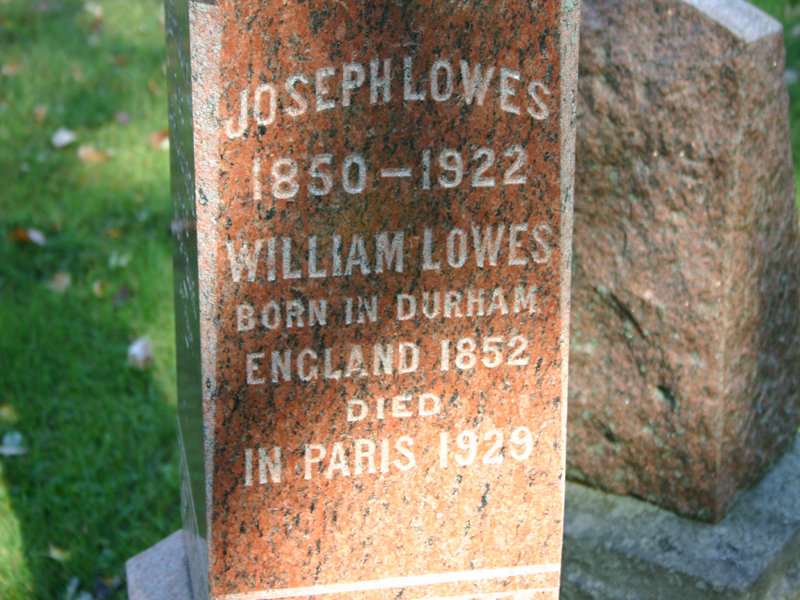 JOSEPH LOWES
1850 – 1922
WILLIAM LOWES
BORN IN DURHAM
ENGLAND 1852
DIED
IN PARIS 1929